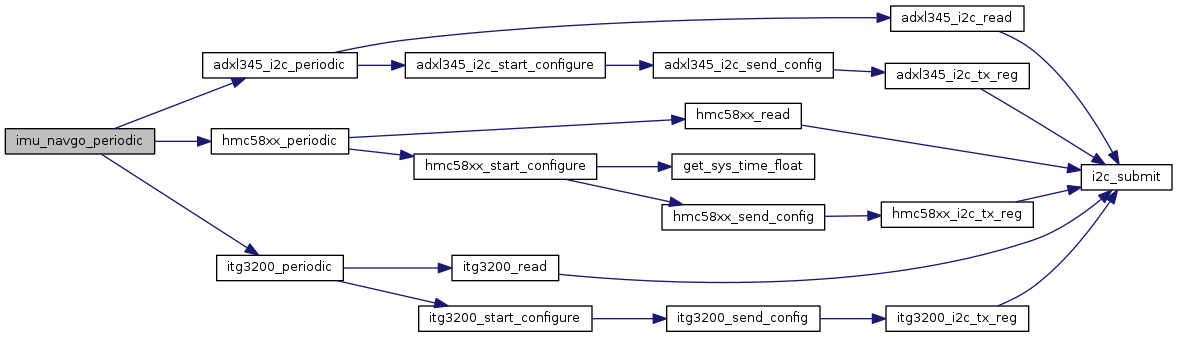 adxl345_i2c_read
adxl345_i2c_periodic
adxl345_i2c_start_configure
adxl345_i2c_send_config
adxl345_i2c_tx_reg
hmc58xx_read
imu_navgo_periodic
hmc58xx_periodic
hmc58xx_start_configure
get_sys_time_float
i2c_submit
hmc58xx_send_config
hmc58xx_i2c_tx_reg
itg3200_periodic
itg3200_read
itg3200_start_configure
itg3200_send_config
itg3200_i2c_tx_reg